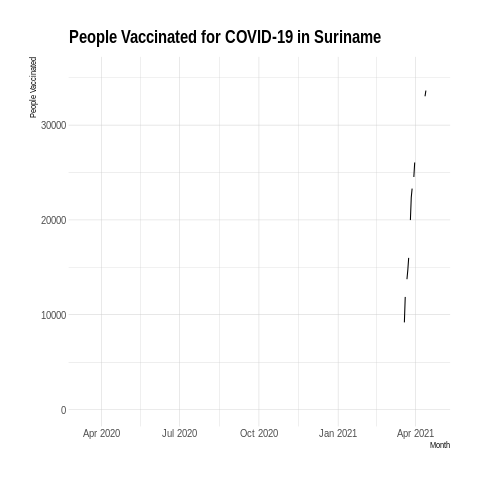 People Vaccinated for COVID-19 in Suriname
People Vaccinated
30000
20000
10000
0
Apr 2020 Jul 2020 Oct 2020 Jan 2021 Apr 2021
Month